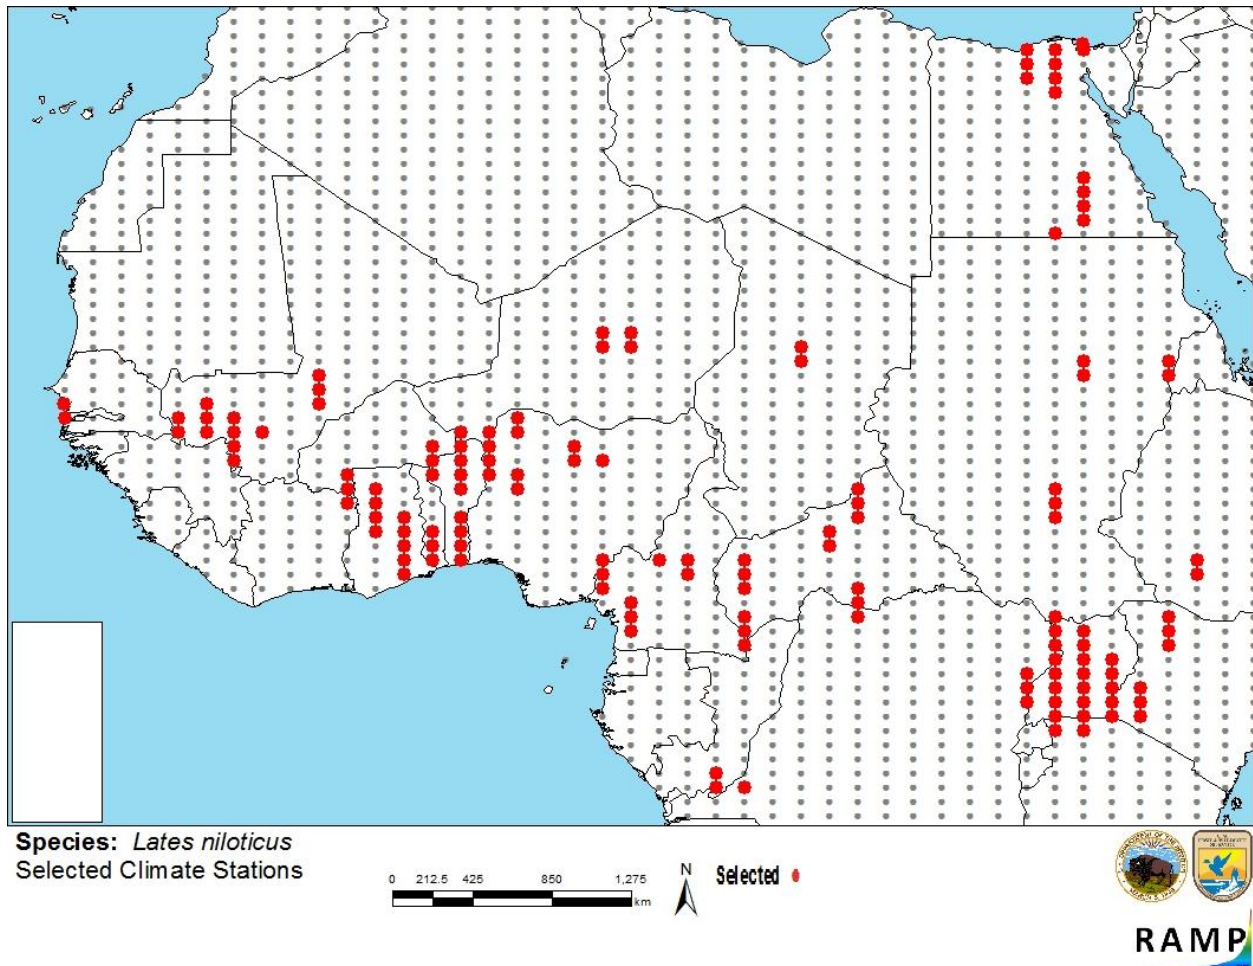 Species: Lates niloticus
Selected Climate Stations
0 212.5 425 850 1,275
km
N
Selected
RAMP